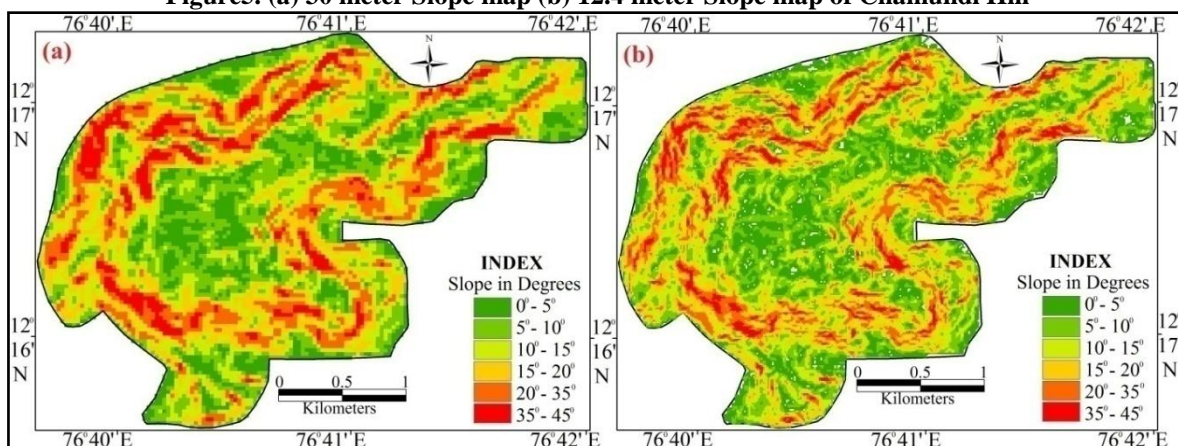 Figure5. (a) 30 meter Slope map (b) 12.4 meter Slope map of Chamundi Hill
76°40'E 76°41'E 76°42'E 76°40'E 76°41'E 76°42'E
(a)
N
12°
17'
N
12°
16'
N
INDEX
Slope in Degrees
0° - 5°
5° - 10°
10° - 15°
15° - 20°
20° - 35°
35° - 45°
0 0.5 1
Kilometers
(b)
N
12°
17'
N
12°
17'
N
INDEX
Slope in Degrees
0° - 5°
5° - 10°
10° - 15°
15° - 20°
20° - 35°
35° - 45°
0 0.5 1
Kilometers
12°
17'
N
12°
16'
N
76°40'E 76°41'E 76°42'E 76°40'E 76°41'E 76°42'E